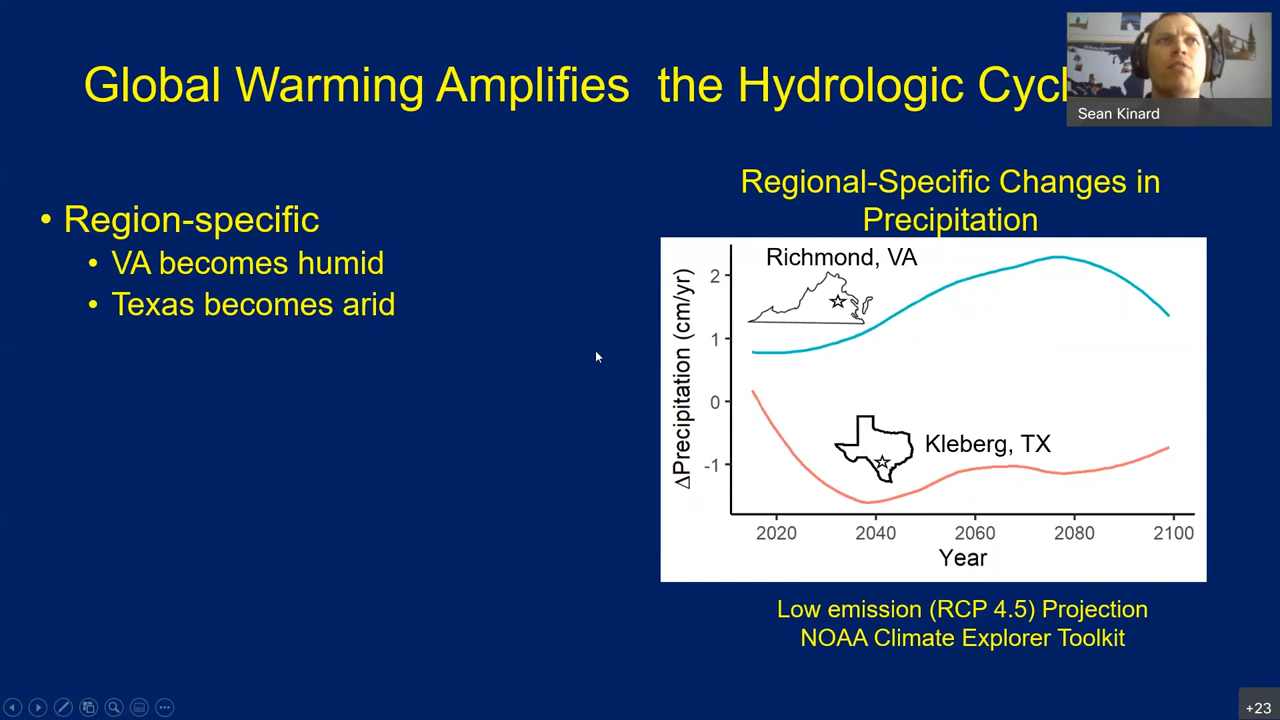 Global Warming Amplifies the Hydrologic Cycl
Sean Kinard
• Region-specific
• VA becomes humid
• Texas becomes arid
Regional-Specific Changes in
Precipitation
Richmond, VA
Kleberg, TX
ΔPrecipitation (cm/yr)
2
1
0
-1
2020 2040 2060 2080 2100
Year
Low emission (RCP 4.5) Projection
NOAA Climate Explorer Toolkit
+23